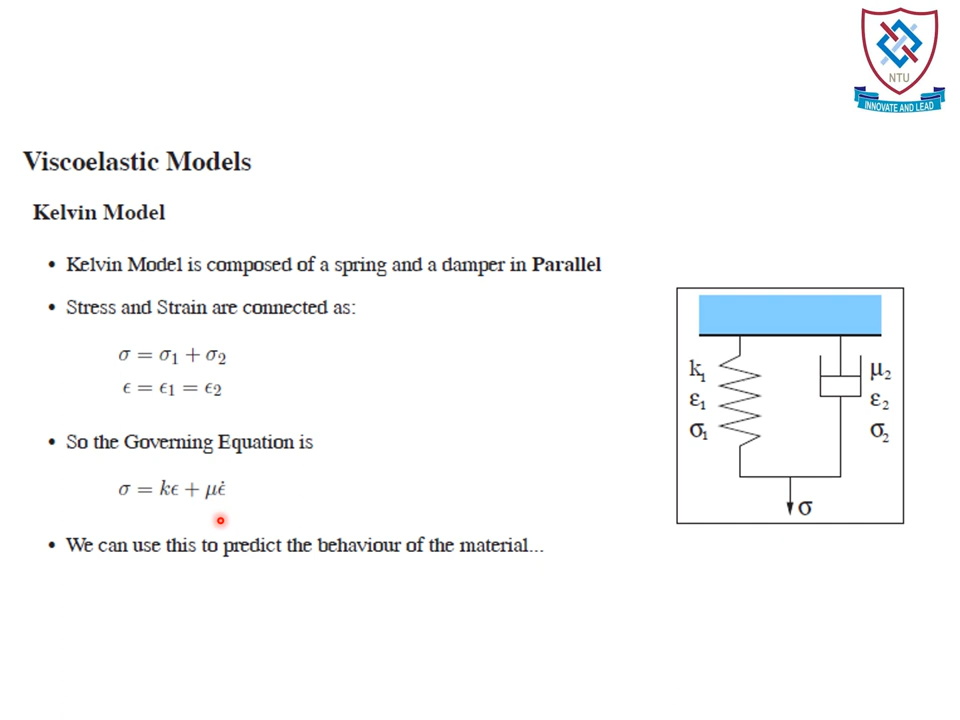 NTU
INNOVATE AND LEAD
Viscoelastic Models
Kelvin Model
• Kelvin Model is composed of a spring and a damper in Parallel
• Stress and Strain are connected as:
σ = σ₁ + σ₂
ϵ = ϵ₁ = ϵ₂
• So the Governing Equation is
σ = kϵ + μϵ̇
• We can use this to predict the behaviour of the material...
k₁
ε₁
σ₁
μ₂
ε₂
σ₂
σ